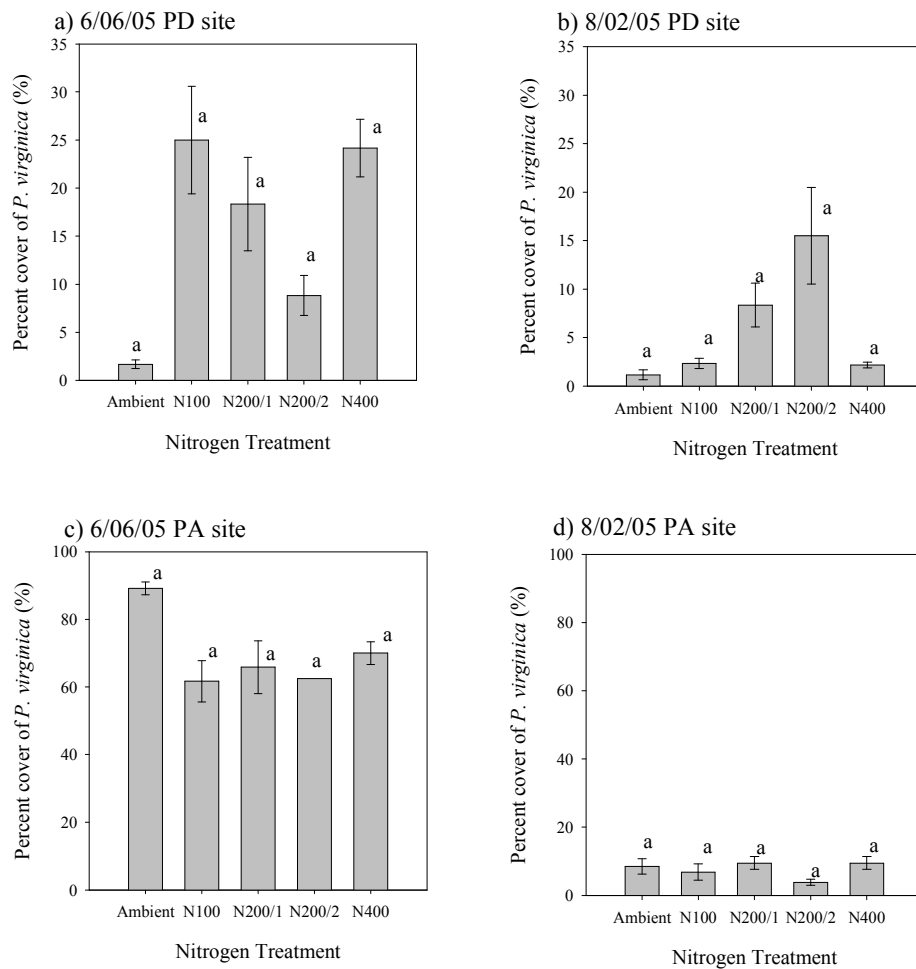 a) 6/06/05 PD site
Percent cover of P. virginica (%)
35
30
25
20
15
10
5
0
a
a
a
a
a
Ambient N100 N200/1 N200/2 N400
Nitrogen Treatment
b) 8/02/05 PD site
Percent cover of P. virginica (%)
35
30
25
20
15
10
5
0
a
a
a
a
a
Ambient N100 N200/1 N200/2 N400
Nitrogen Treatment
c) 6/06/05 PA site
Percent cover of P. virginica (%)
100
80
60
40
20
0
a
a
a
a
a
Ambient N100 N200/1 N200/2 N400
Nitrogen Treatment
d) 8/02/05 PA site
Percent cover of P. virginica (%)
100
80
60
40
20
0
a
a
a
a
a
Ambient N100 N200/1 N200/2 N400
Nitrogen Treatment